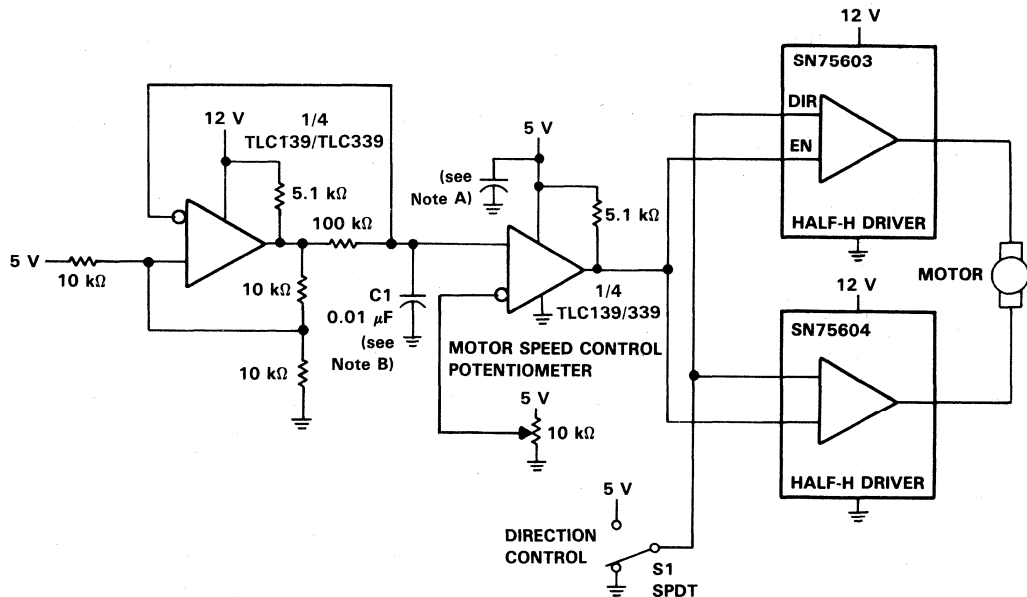 12 V
1/4
TLC139/TLC339
5.1 kΩ
100 kΩ
5 V
10 kΩ
10 kΩ
10 kΩ
C1
0.01 μF
(see
Note B)
5 V
(see
Note A)
5.1 kΩ
1/4
TLC139/339
MOTOR SPEED CONTROL
POTENTIOMETER
5 V
10 kΩ
5 V
DIRECTION
CONTROL
S1
SPDT
12 V
SN75603
DIR
EN
HALF-H DRIVER
MOTOR
12 V
SN75604
HALF-H DRIVER